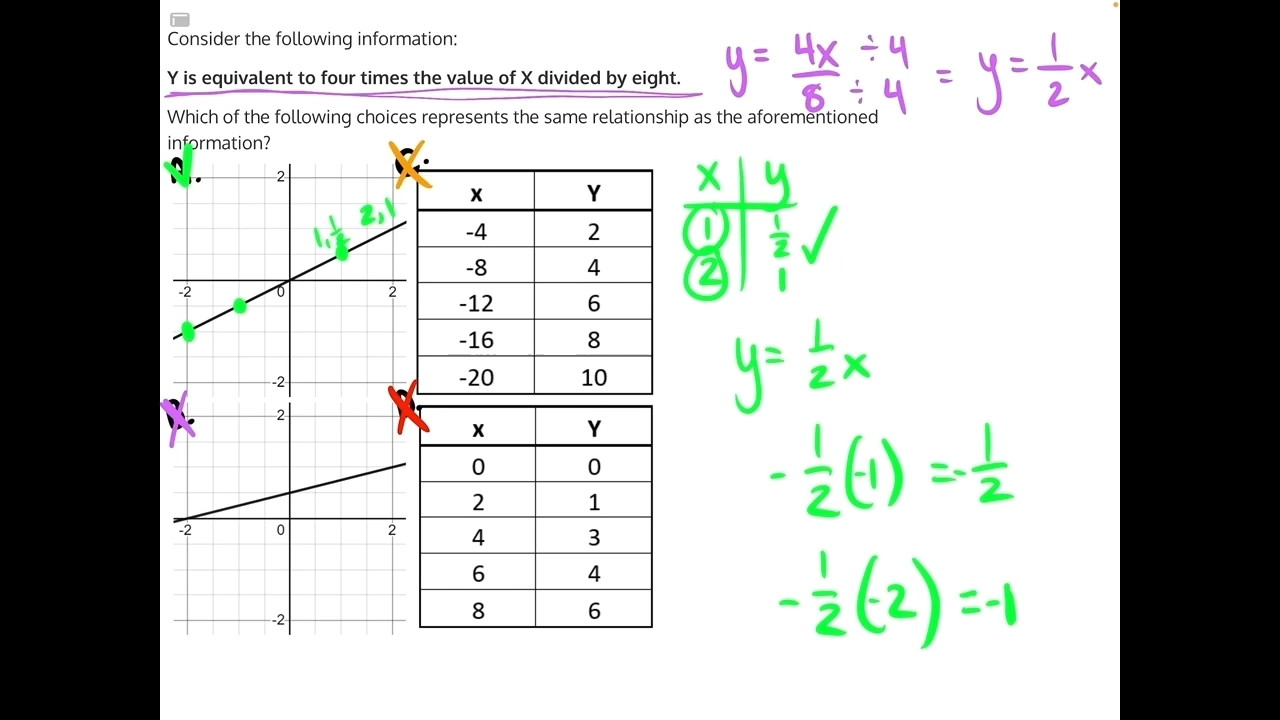 Consider the following information:
Y is equivalent to four times the value of X divided by eight.
y = 4x/8 ÷4/÷4 = y = 1/2 x
Which of the following choices represents the same relationship as the aforementioned
information?
A.
2
-2
0
2
-2
1, 1/2
2, 1
B.
2
-2
0
2
-2
C.
x Y
-4 2
-8 4
-12 6
-16 8
-20 10
D.
x Y
0 0
2 1
4 3
6 4
8 6
x y
1 1/2 ✓
2 1
y = 1/2 x
- 1/2 (-1) = - 1/2
- 1/2 (-2) = -1